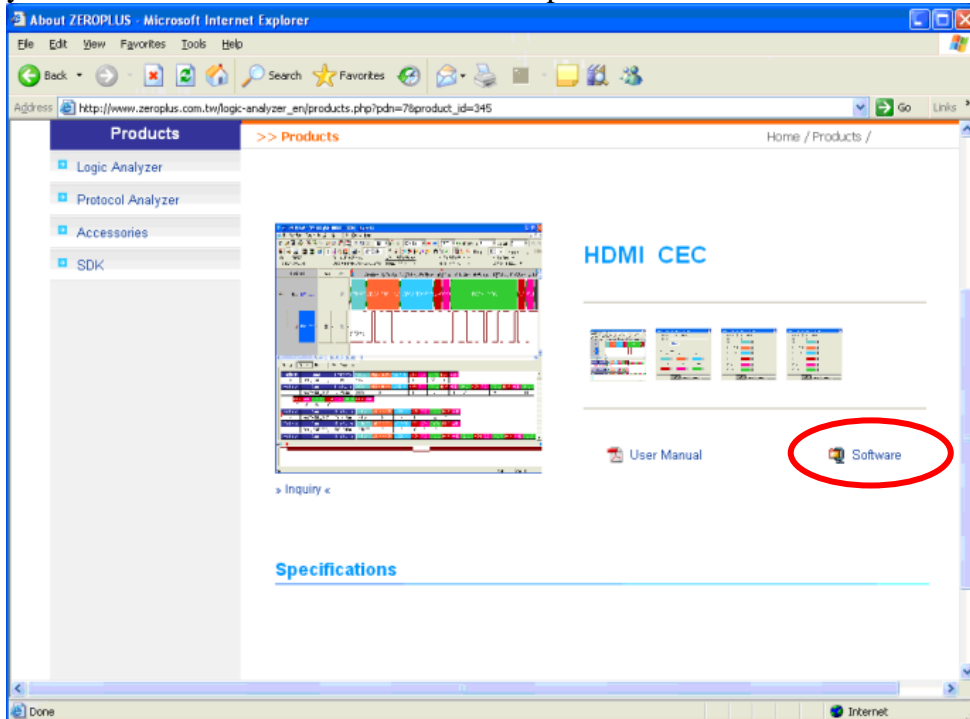 About ZEROPLUS - Microsoft Internet Explorer
File Edit View Favorites Tools Help
Back Search Favorites
Address http://www.zeroplus.com.tw/logic-analyzer_en/products.php?pdn=7&product_id=345 Go Links
Products
>> Products Home / Products /
Logic Analyzer
Protocol Analyzer
Accessories
SDK
HDMI CEC
User Manual Software
» Inquiry «
Specifications
Done Internet